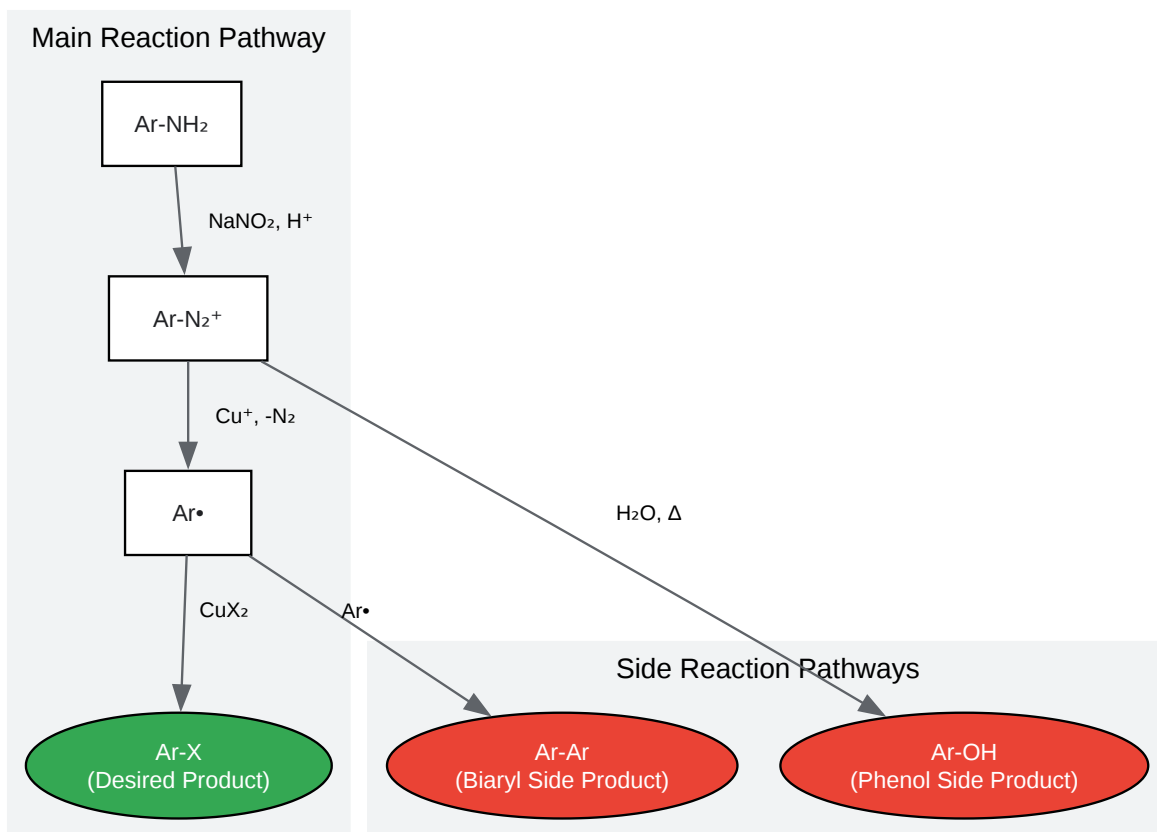 Main Reaction Pathway
Ar-NH₂
NaNO₂, H⁺
Ar-N₂⁺
Cu⁺, -N₂
Ar•
H₂O, Δ
CuX₂
Ar•
Side Reaction Pathways
Ar-X
(Desired Product)
Ar-Ar
(Biaryl Side Product)
Ar-OH
(Phenol Side Product)